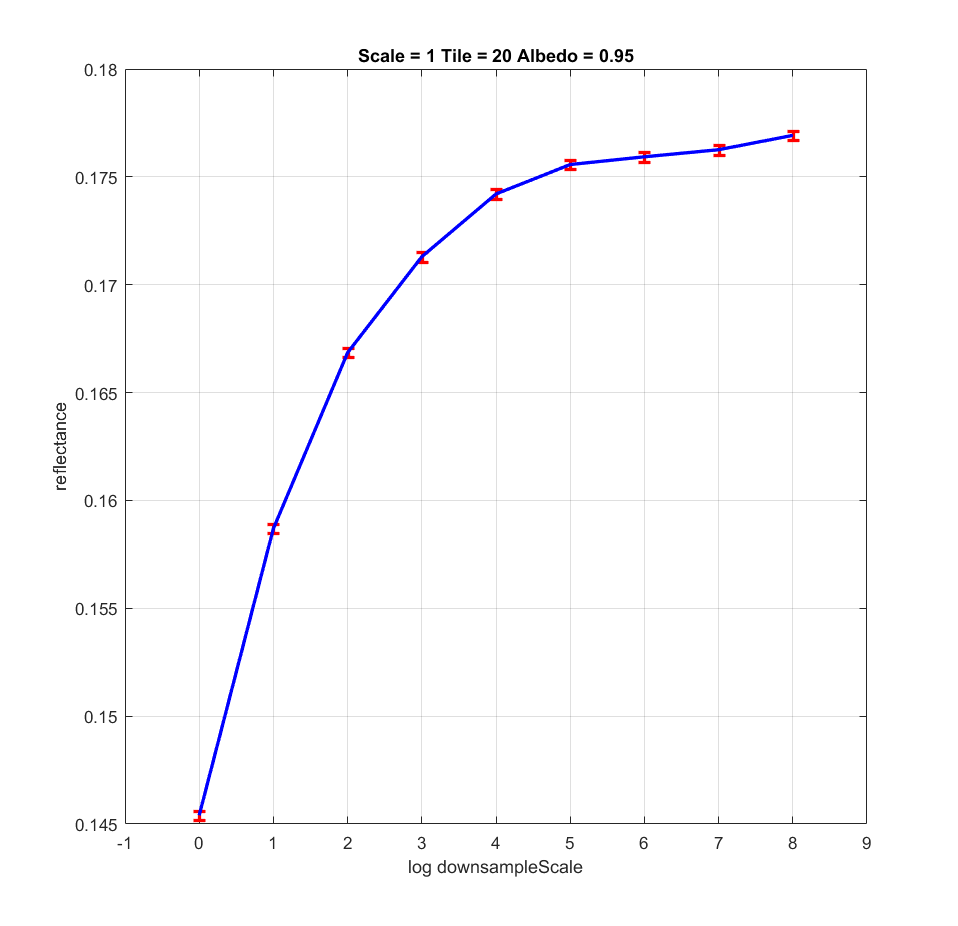 Scale = 1 Tile = 20 Albedo = 0.95
0.18
0.175
0.17
0.165
0.16
0.155
0.15
0.145
reflectance
-1 0 1 2 3 4 5 6 7 8 9
log downsampleScale